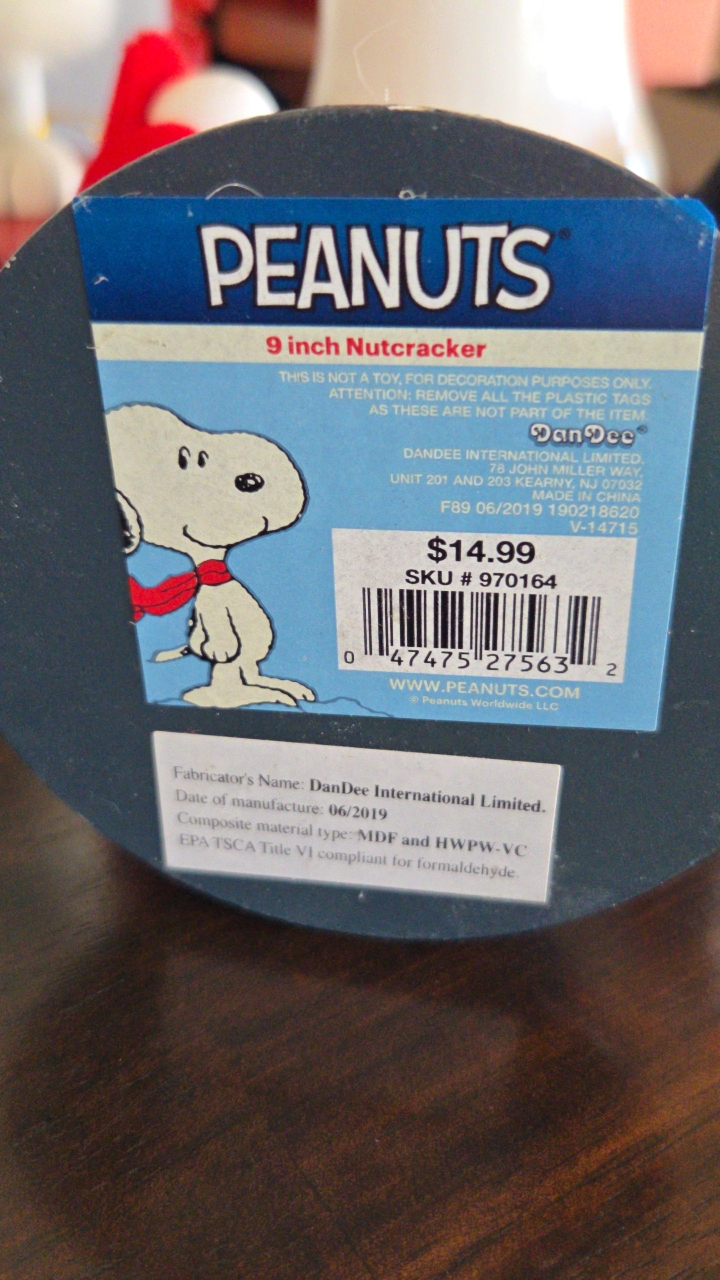 PEANUTS®
9 inch Nutcracker
THIS IS NOT A TOY, FOR DECORATION PURPOSES ONLY.
ATTENTION: REMOVE ALL THE PLASTIC TAGS
AS THESE ARE NOT PART OF THE ITEM.
DanDee®
DANDEE INTERNATIONAL LIMITED.
78 JOHN MILLER WAY,
UNIT 201 AND 203 KEARNY, NJ 07032
MADE IN CHINA
F89 06/2019 190218620
V-14715
$14.99
SKU # 970164
0 47475 27563 2
WWW.PEANUTS.COM
© Peanuts Worldwide LLC
Fabricator's Name: DanDee International Limited.
Date of manufacture: 06/2019
Composite material type: MDF and HWPW-VC
EPA TSCA Title VI compliant for formaldehyde.